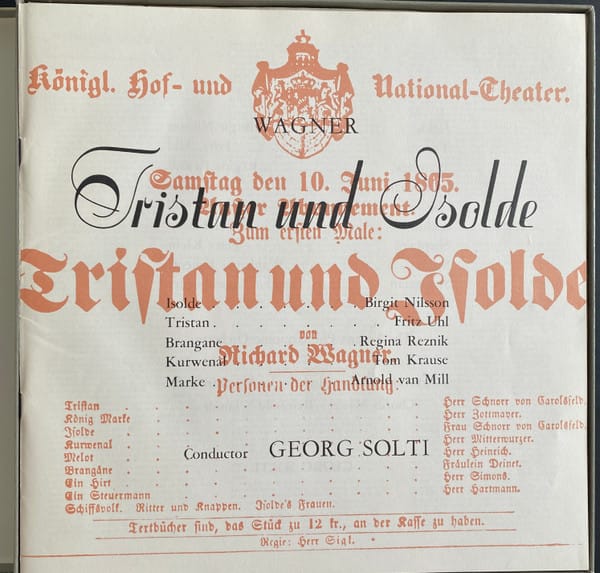 Königl. Hof- und National-Theater.
WAGNER
Samstag den 10. Juni 1865.
Tristan und Isolde
Außer Abonnement.
Zum ersten Male:
Tristan und Isolde
Isolde . . . . . . . . Birgit Nilsson
Tristan . . . . . . . . Fritz Uhl
von
Brangäne . . . . . . . Regina Reznik
Richard Wagner.
Kurwenal . . . . . . . Tom Krause
Marke . . . . . . . Arnold van Mill
Personen der Handlung:
Tristan . . . . . . . . Herr Schnorr von Carolsfeld.
König Marke . . . . . . . . Herr Zottmayer.
Isolde . . . . . . . . Frau Schnorr von Carolsfeld.
Kurwenal . . . . . . . . Herr Mitterwurzer.
Conductor GEORG SOLTI
Melot . . . . . . . . Herr Heinrich.
Brangäne . . . . . . . . Fräulein Deinet.
Ein Hirt . . . . . . . . Herr Simons.
Ein Steuermann . . . . . . . . Herr Hartmann.
Schiffsvolk. Ritter und Knappen. Isolde's Frauen.
Textbücher sind, das Stück zu 12 kr., an der Kasse zu haben.
Regie: Herr Sigl.